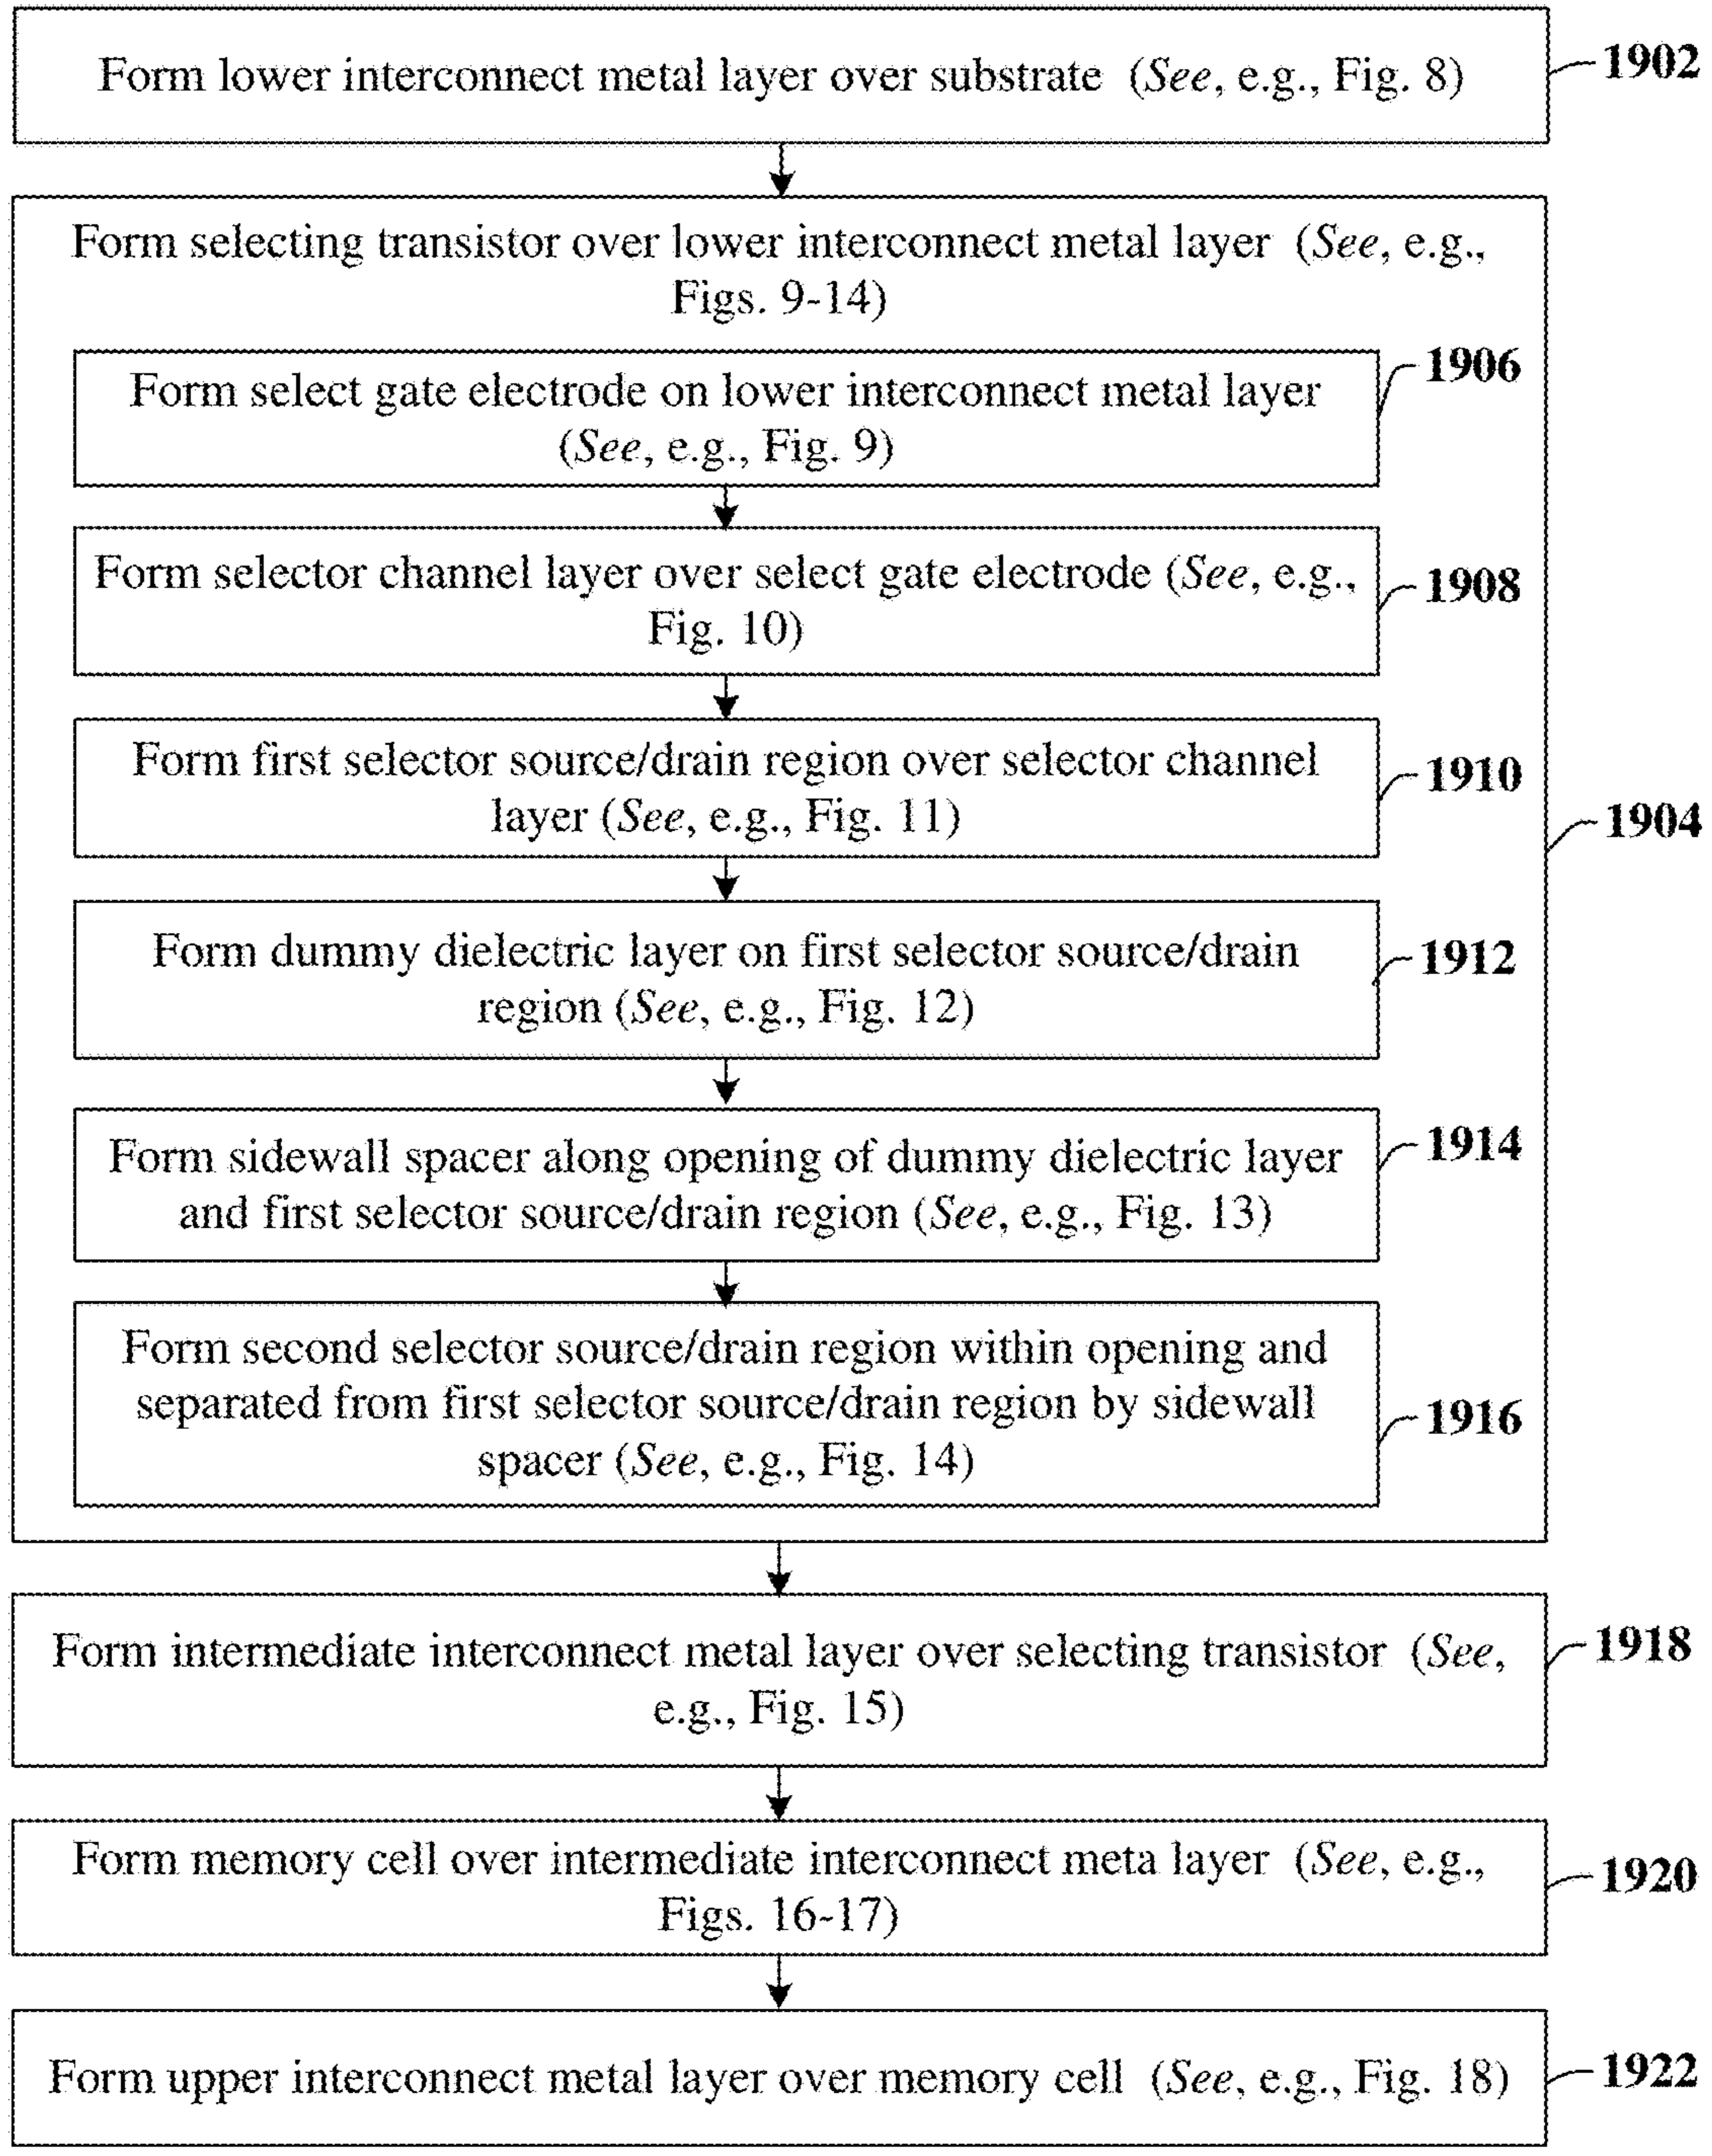 Form lower interconnect metal layer over substrate (See, e.g., Fig. 8)
1902
Form selecting transistor over lower interconnect metal layer (See, e.g.,
Figs. 9-14)
1904
Form select gate electrode on lower interconnect metal layer
(See, e.g., Fig. 9)
1906
Form selector channel layer over select gate electrode (See, e.g.,
Fig. 10)
1908
Form first selector source/drain region over selector channel
layer (See, e.g., Fig. 11)
1910
Form dummy dielectric layer on first selector source/drain
region (See, e.g., Fig. 12)
1912
Form sidewall spacer along opening of dummy dielectric layer
and first selector source/drain region (See, e.g., Fig. 13)
1914
Form second selector source/drain region within opening and
separated from first selector source/drain region by sidewall
spacer (See, e.g., Fig. 14)
1916
Form intermediate interconnect metal layer over selecting transistor (See,
e.g., Fig. 15)
1918
Form memory cell over intermediate interconnect meta layer (See, e.g.,
Figs. 16-17)
1920
Form upper interconnect metal layer over memory cell (See, e.g., Fig. 18)
1922